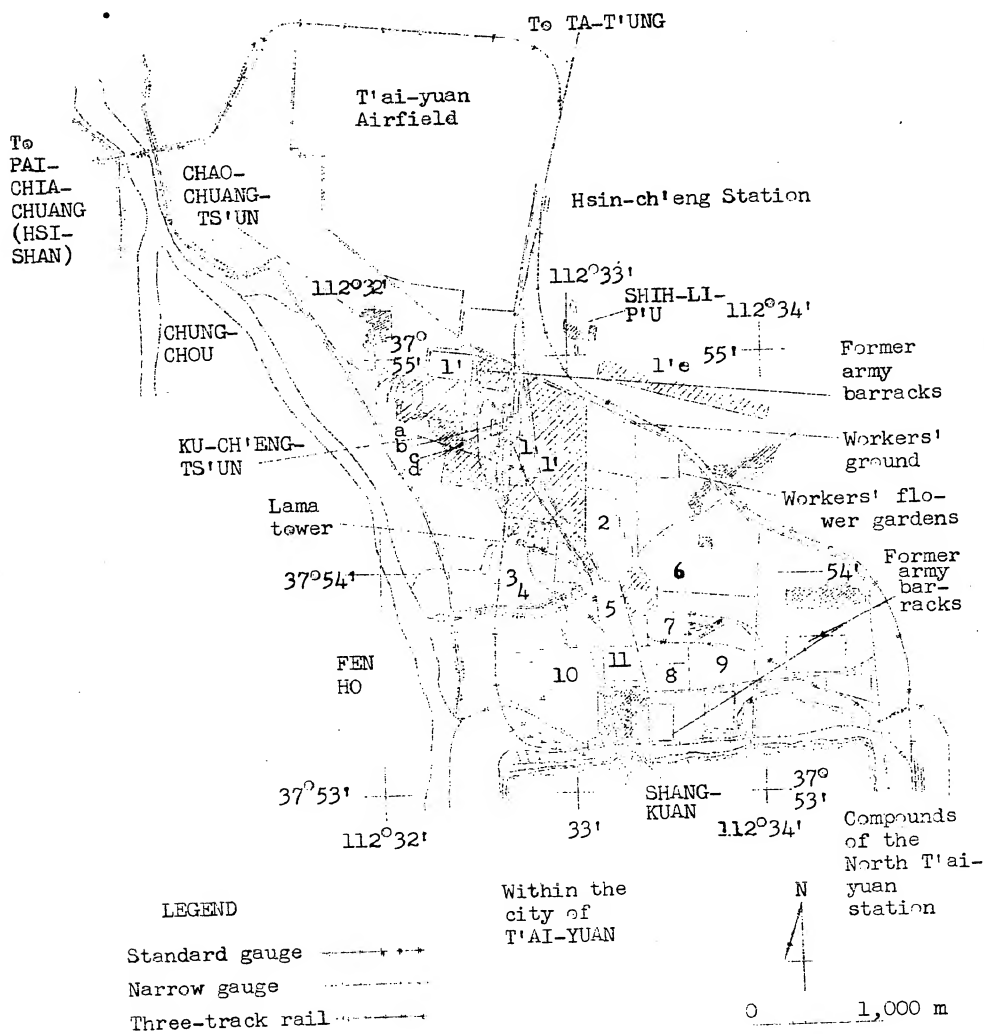 To TA-T'UNG
T'ai-yuan
Airfield
To
PAI-
CHIA-
CHUANG
(HSI-
SHAN)
CHAO-
CHUANG-
TS'UN
Hsin-ch'eng Station
112°32'
112°33'
SHIH-LI-
P'U
112°34'
CHUNG-
CHOU
37°
55'
1'
1'e
55'
Former
army
barracks
KU-CH'ENG-
TS'UN
a
b
c
d
1
1'
Workers'
ground
Workers' flo-
wer gardens
Lama
tower
2
37°54'
3
4
6
54'
Former
army
bar-
racks
5
7
FEN
HO
10
11
8
9
37°53'
SHANG-
KUAN
37°
53'
112°32'
33'
112°34'
Compounds
of the
North T'ai-
yuan
station
LEGEND
Within the
city of
T'AI-YUAN
N
Standard gauge
Narrow gauge
Three-track rail
0 1,000 m